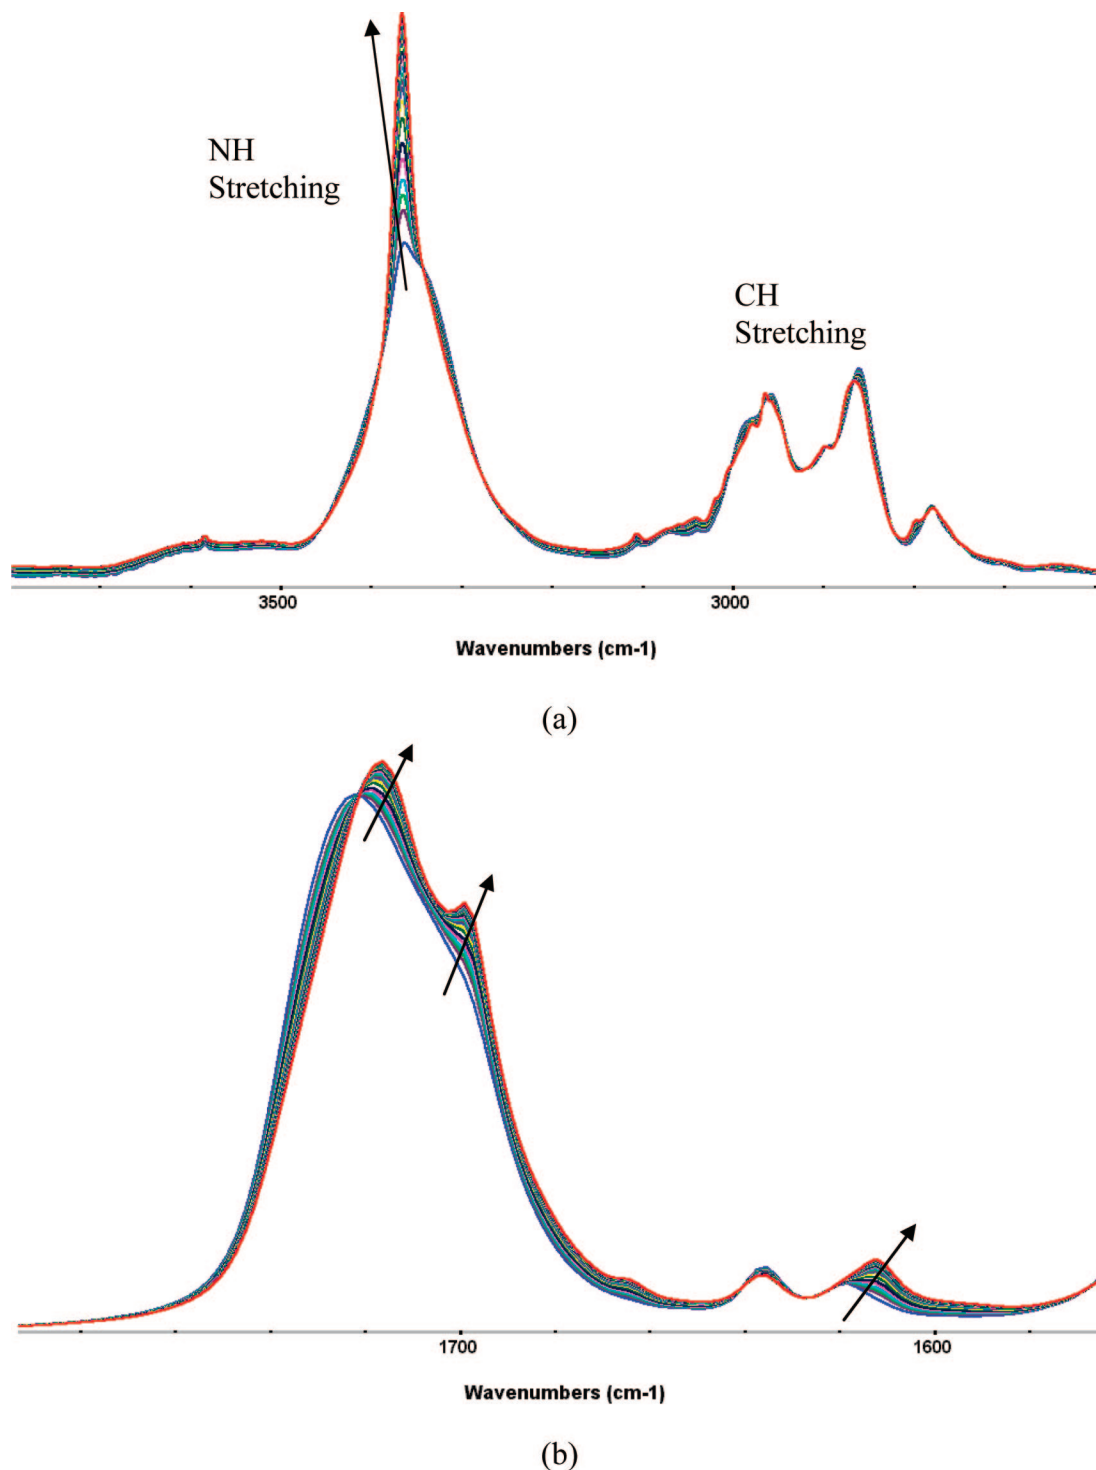 NH
Stretching
CH
Stretching
3500
3000
Wavenumbers (cm-1)
(a)
1700
1600
Wavenumbers (cm-1)
(b)